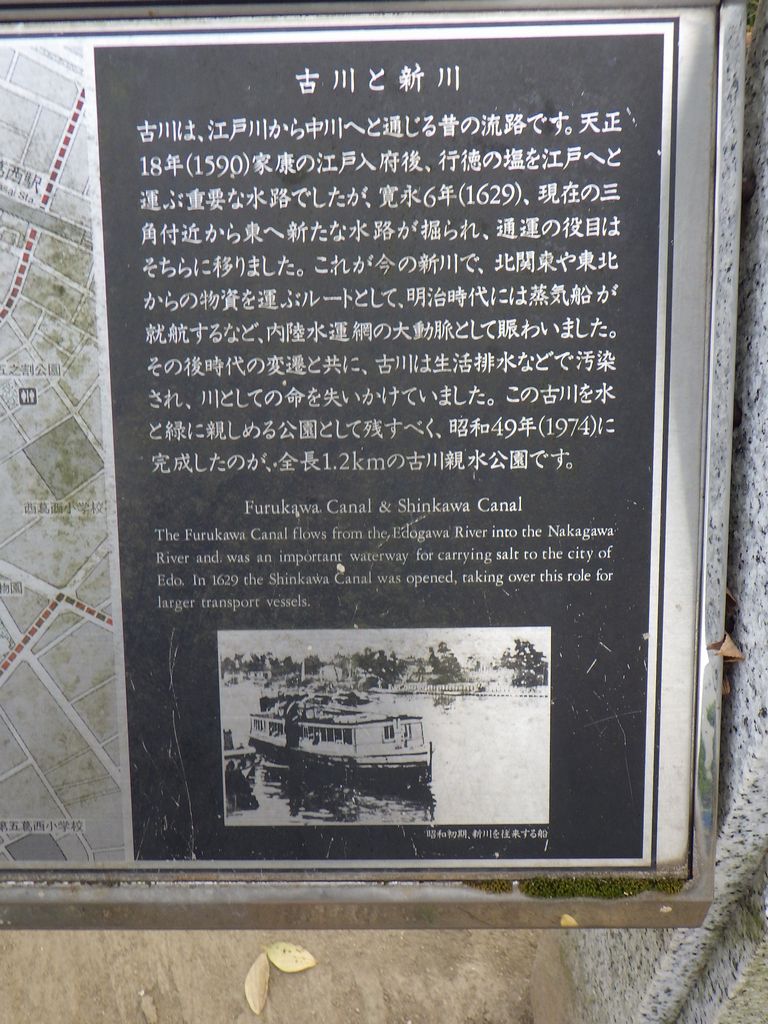 古川と新川
古川は、江戸川から中川へと通じる昔の流路です。天正
18年(1590)家康の江戸入府後、行徳の塩を江戸へと
運ぶ重要な水路でしたが、寛永6年(1629)、現在の三
角付近から東へ新たな水路が掘られ、通運の役目は
そちらに移りました。これが今の新川で、北関東や東北
からの物資を運ぶルートとして、明治時代には蒸気船が
就航するなど、内陸水運網の大動脈として賑わいました。
その後時代の変遷と共に、古川は生活排水などで汚染
され、川としての命を失いかけていました。この古川を水
と緑に親しめる公園として残すべく、昭和49年(1974)に
完成したのが、全長1.2kmの古川親水公園です。
Furukawa Canal & Shinkawa Canal
The Furukawa Canal flows from the Edogawa River into the Nakagawa
River and was an important waterway for carrying salt to the city of
Edo. In 1629 the Shinkawa Canal was opened, taking over this role for
larger transport vessels.
昭和初期、新川を往来する船
葛西駅
五之割公園
西葛西小学校
第五葛西小学校